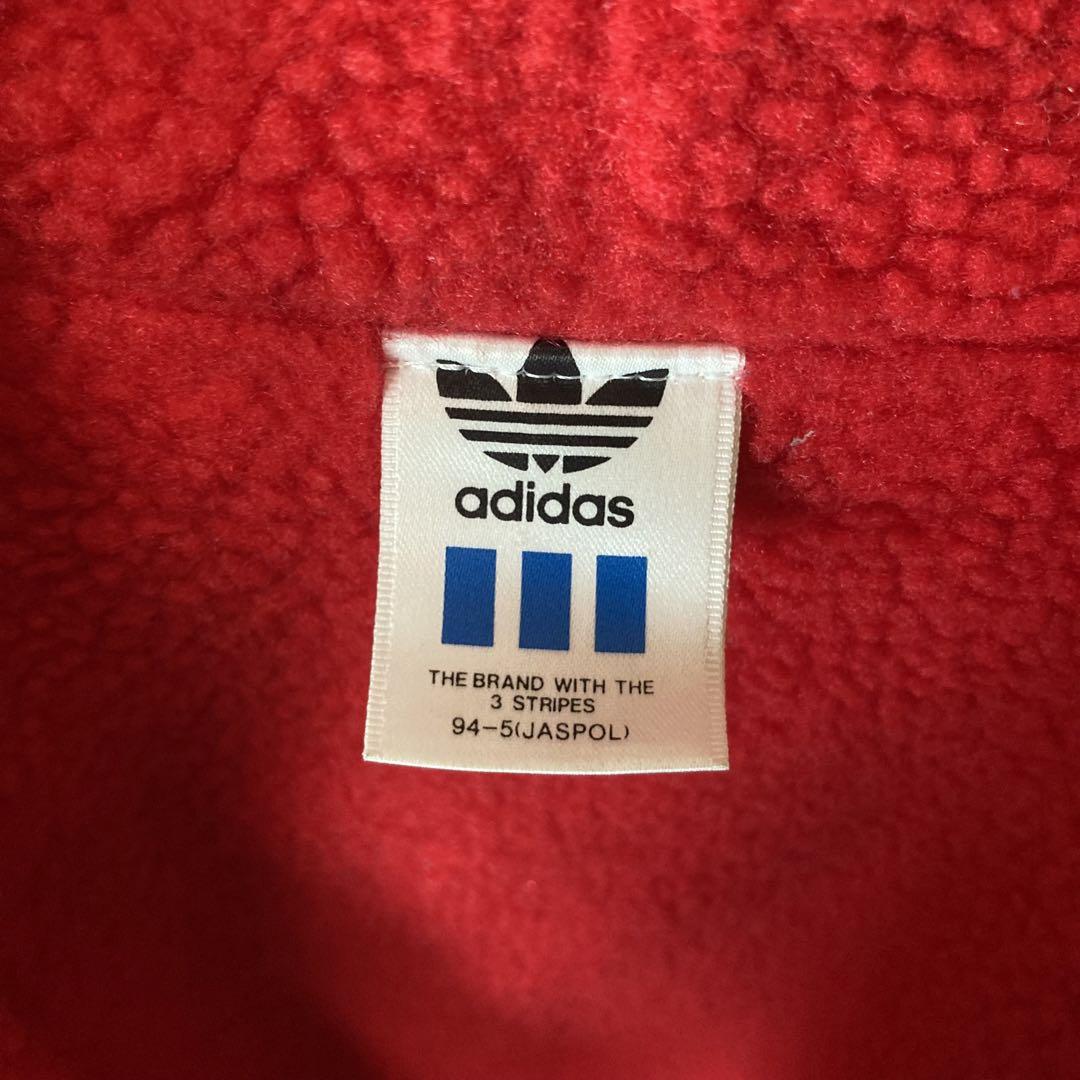 adidas
THE BRAND WITH THE
3 STRIPES
94-5(JASPOL)